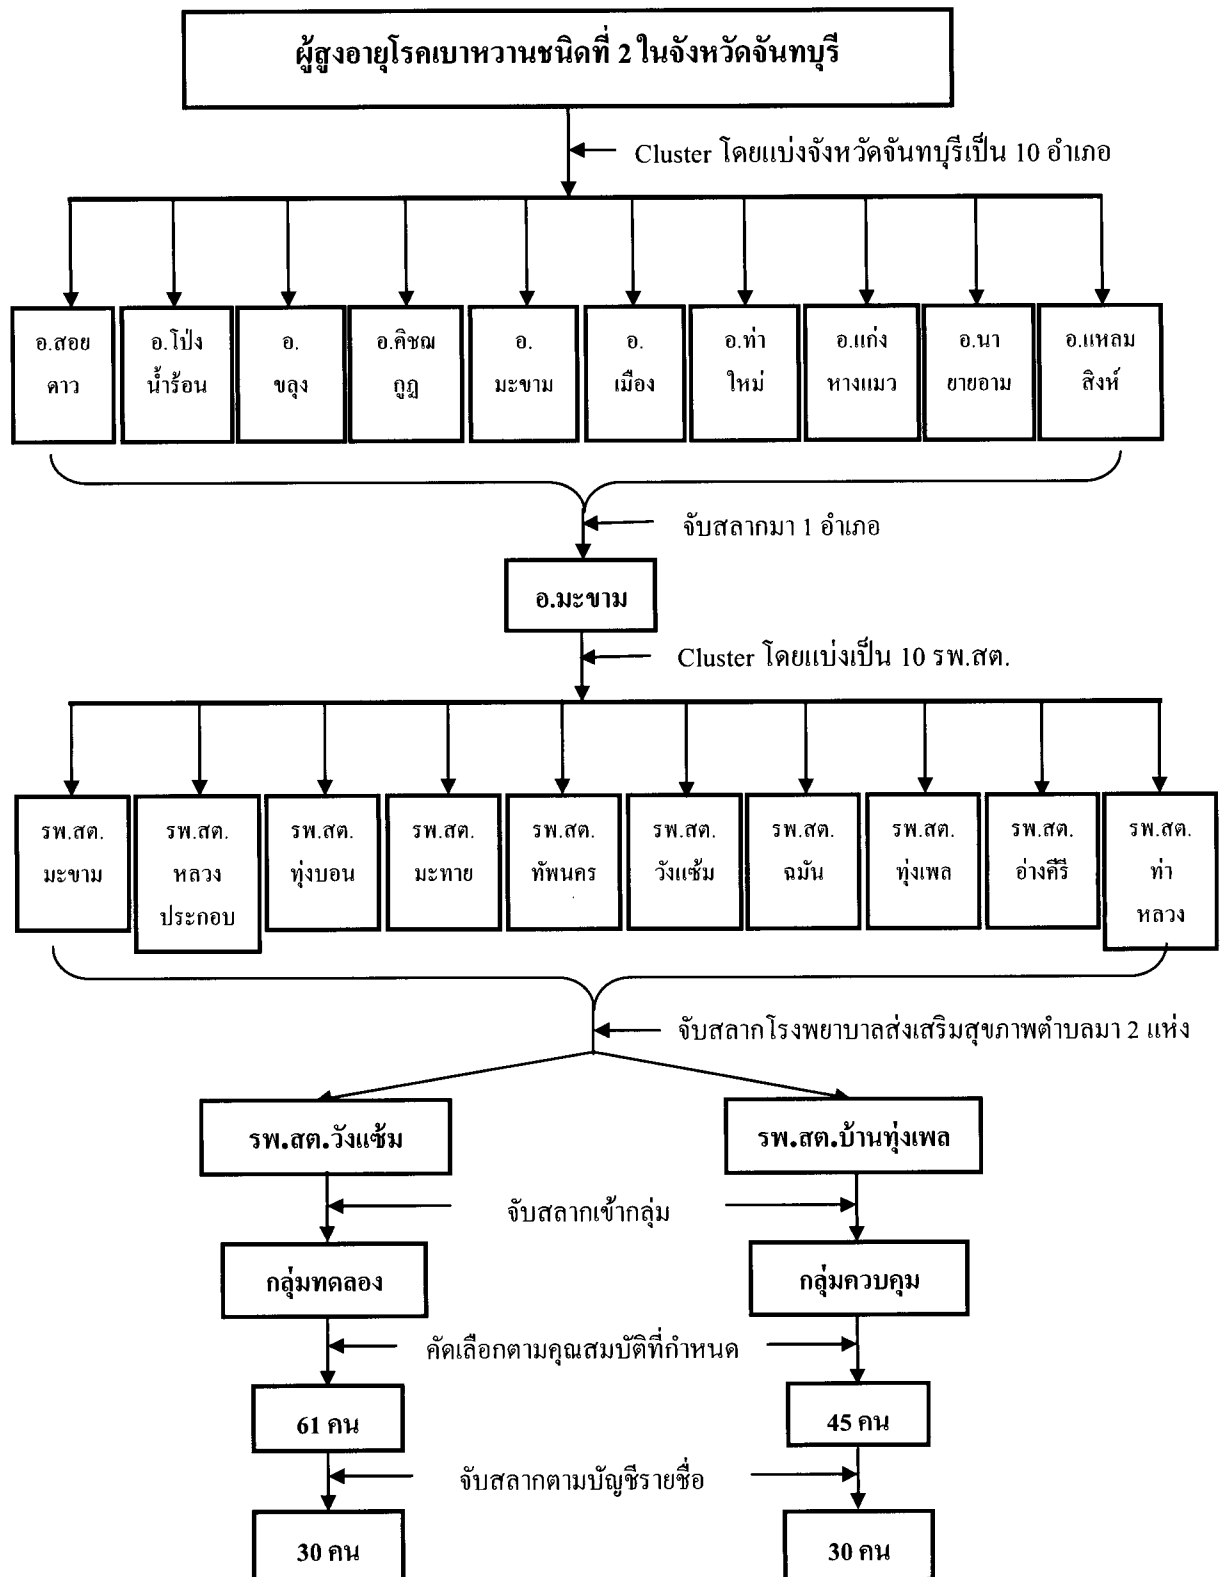 ผู้สูงอายุโรคเบาหวานชนิดที่ 2 ในจังหวัดจันทบุรี
Cluster โดยแบ่งจังหวัดจันทบุรีเป็น 10 อำเภอ
อ.สอย
ดาว
อ.โป่ง
น้ำร้อน
อ.
ขลุง
อ.คิชฌ
กูฏ
อ.
มะขาม
อ.
เมือง
อ.ท่า
ใหม่
อ.แก่ง
หางแมว
อ.นา
ยายอาม
อ.แหลม
สิงห์
จับสลากมา 1 อำเภอ
อ.มะขาม
Cluster โดยแบ่งเป็น 10 รพ.สต.
รพ.สต.
มะขาม
รพ.สต.
หลวง
ประกอบ
รพ.สต.
ทุ่งบอน
รพ.สต.
มะทาย
รพ.สต.
ทัพนคร
รพ.สต.
วังแซ้ม
รพ.สต.
ฉมัน
รพ.สต.
ทุ่งเพล
รพ.สต.
อ่างคีรี
รพ.สต.
ท่า
หลวง
จับสลากโรงพยาบาลส่งเสริมสุขภาพตำบลมา 2 แห่ง
รพ.สต.วังแซ้ม
รพ.สต.บ้านทุ่งเพล
จับสลากเข้ากลุ่ม
กลุ่มทดลอง
กลุ่มควบคุม
คัดเลือกตามคุณสมบัติที่กำหนด
61 คน
45 คน
จับสลากตามบัญชีรายชื่อ
30 คน
30 คน